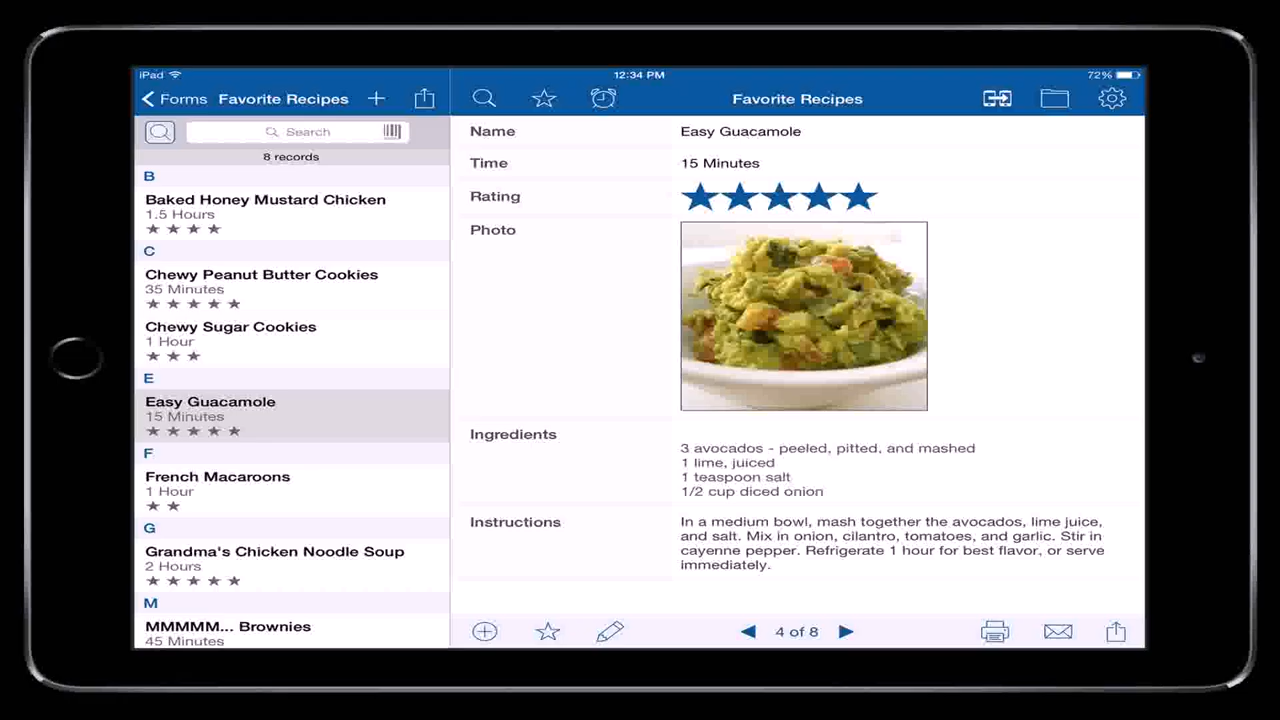 iPad 12:34 PM 72%
Forms Favorite Recipes
Favorite Recipes
Search
8 records
B
Baked Honey Mustard Chicken
1.5 Hours
C
Chewy Peanut Butter Cookies
35 Minutes
Chewy Sugar Cookies
1 Hour
E
Easy Guacamole
15 Minutes
F
French Macaroons
1 Hour
G
Grandma's Chicken Noodle Soup
2 Hours
M
MMMMM... Brownies
45 Minutes
Name Easy Guacamole
Time 15 Minutes
Rating
Photo
Ingredients
3 avocados - peeled, pitted, and mashed
1 lime, juiced
1 teaspoon salt
1/2 cup diced onion
Instructions In a medium bowl, mash together the avocados, lime juice,
and salt. Mix in onion, cilantro, tomatoes, and garlic. Stir in
cayenne pepper. Refrigerate 1 hour for best flavor, or serve
immediately.
4 of 8